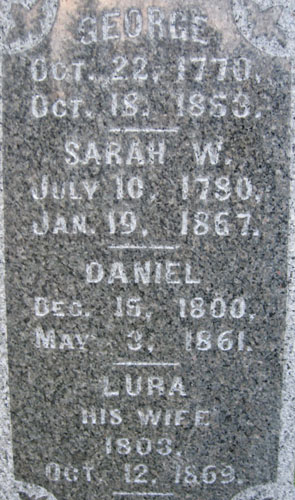 GEORGE
OCT. 22, 1770.
OCT. 18, 1853.
SARAH W.
JULY 10, 1780.
JAN. 19, 1867.
DANIEL
DEC. 15, 1800.
MAY 3, 1861.
LURA
HIS WIFE
1803.
OCT. 12, 1869.